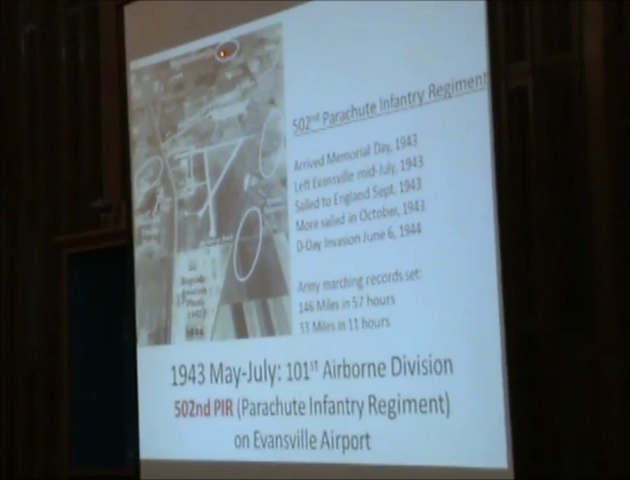 502nd Parachute Infantry Regiment
Arrived Memorial Day, 1943
Left Evansville mid-July, 1943
Sailed to England Sept, 1943
More sailed in October, 1943
D-Day Invasion June 6, 1944
Army marching records set:
146 Miles in 57 hours
33 Miles in 11 hours
1943 May-July: 101st Airborne Division
502nd PIR (Parachute Infantry Regiment)
on Evansville Airport